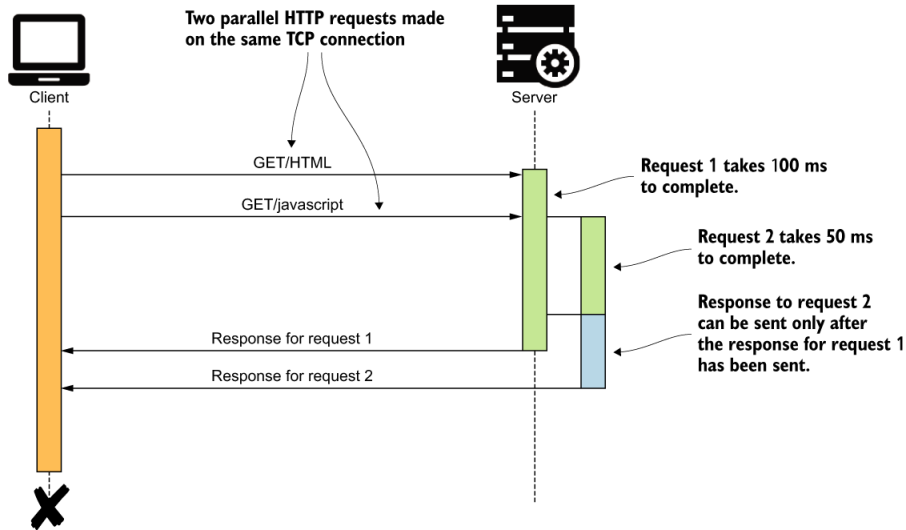 Two parallel HTTP requests made
on the same TCP connection
Client
Server
GET/HTML
Request 1 takes 100 ms
to complete.
GET/javascript
Request 2 takes 50 ms
to complete.
Response to request 2
can be sent only after
the response for request 1
has been sent.
Response for request 1
Response for request 2